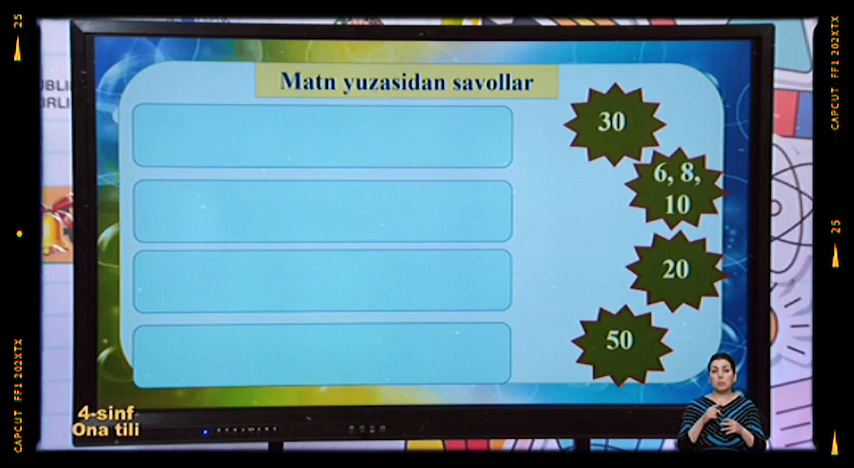 25
CAPCUT FF1 202XTX
CAPCUT FF1 202XTX
25
Matn yuzasidan savollar
30
6, 8,
10
20
50
4-sinf
Ona tili